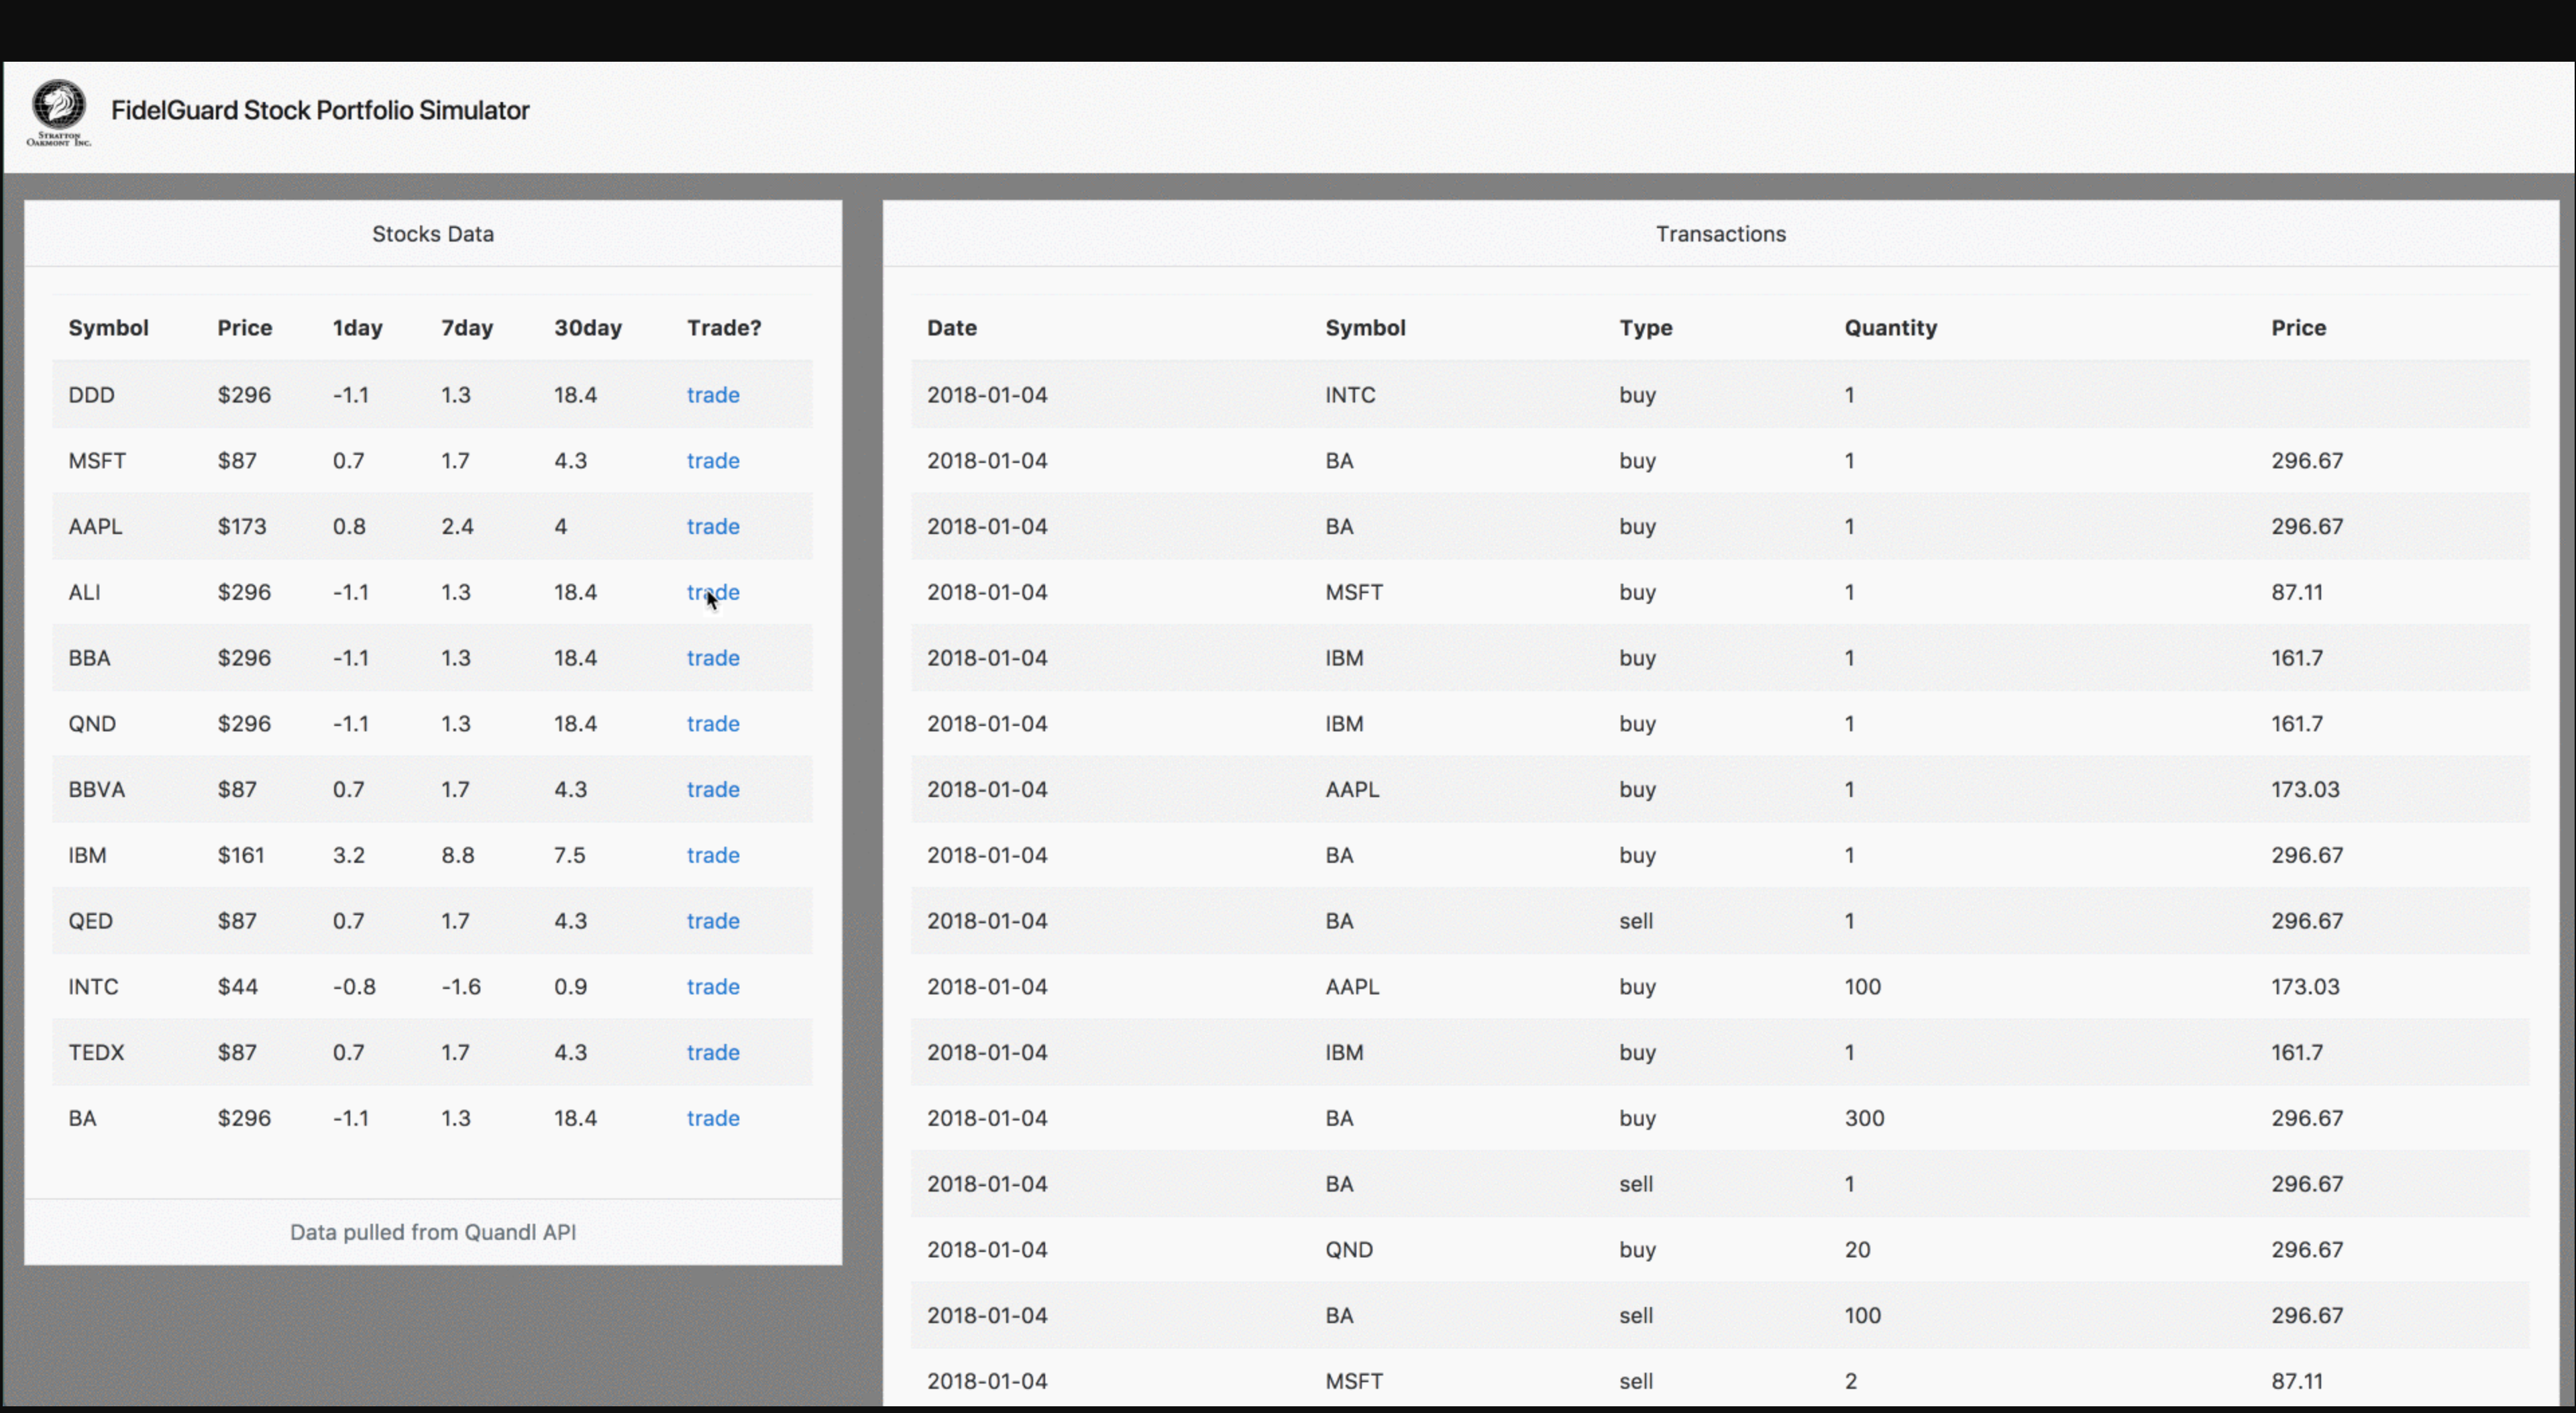 FidelGuard Stock Portfolio Simulator
STRATTON
OAKMONT INC.
Stocks Data
Symbol Price 1day 7day 30day Trade?
DDD $296 -1.1 1.3 18.4 trade
MSFT $87 0.7 1.7 4.3 trade
AAPL $173 0.8 2.4 4 trade
ALI $296 -1.1 1.3 18.4 trade
BBA $296 -1.1 1.3 18.4 trade
QND $296 -1.1 1.3 18.4 trade
BBVA $87 0.7 1.7 4.3 trade
IBM $161 3.2 8.8 7.5 trade
QED $87 0.7 1.7 4.3 trade
INTC $44 -0.8 -1.6 0.9 trade
TEDX $87 0.7 1.7 4.3 trade
BA $296 -1.1 1.3 18.4 trade
Data pulled from Quandl API
Transactions
Date Symbol Type Quantity Price
2018-01-04 INTC buy 1
2018-01-04 BA buy 1 296.67
2018-01-04 BA buy 1 296.67
2018-01-04 MSFT buy 1 87.11
2018-01-04 IBM buy 1 161.7
2018-01-04 IBM buy 1 161.7
2018-01-04 AAPL buy 1 173.03
2018-01-04 BA buy 1 296.67
2018-01-04 BA sell 1 296.67
2018-01-04 AAPL buy 100 173.03
2018-01-04 IBM buy 1 161.7
2018-01-04 BA buy 300 296.67
2018-01-04 BA sell 1 296.67
2018-01-04 QND buy 20 296.67
2018-01-04 BA sell 100 296.67
2018-01-04 MSFT sell 2 87.11